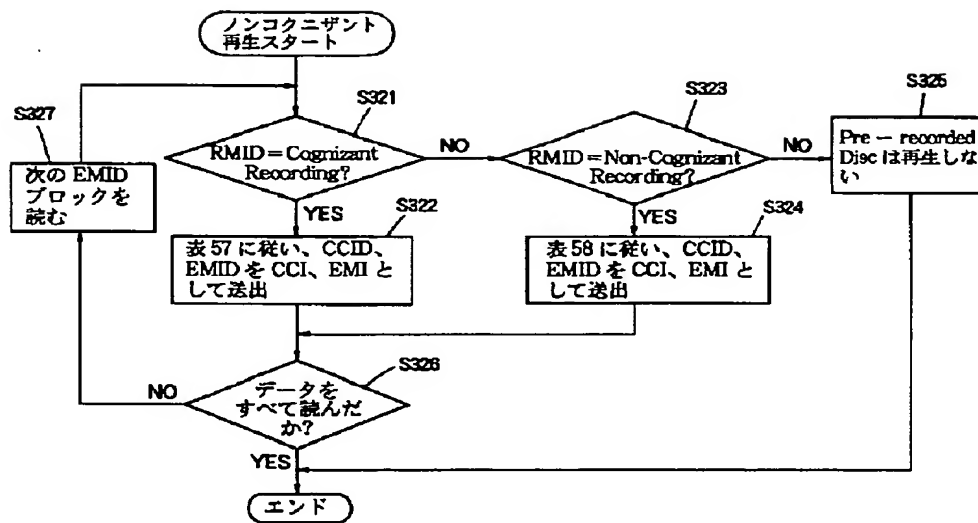 ノンコクニザント
再生スタート
S327
次の EMID
ブロックを
読む
S321
RMID=Cognizant
Recording?
NO
YES
S323
RMID=Non-Cognizant
Recording?
NO
YES
S325
Pre－recorded
Disc は再生しな
い
S322
表 57 に従い、CCID、
EMID を CCI、EMI と
して送出
S324
表 58 に従い、CCID、
EMID を CCI、EMI と
して送出
S326
データを
すべて読んだ
か?
NO
YES
エンド